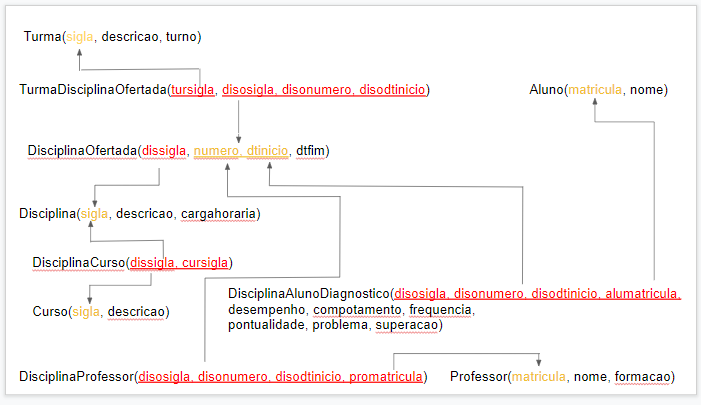 Turma(sigla, descricao, turno)
TurmaDisciplinaOfertada(tursigla, disosigla, disonumero, disodtinicio)
Aluno(matricula, nome)
DisciplinaOfertada(dissigla, numero, dtinicio, dtfim)
Disciplina(sigla, descricao, cargahoraria)
DisciplinaCurso(dissigla, cursigla)
Curso(sigla, descricao)
DisciplinaAlunoDiagnostico(disosigla, disonumero, disodtinicio, alumatricula,
desempenho, compotamento, frequencia,
pontualidade, problema, superacao)
DisciplinaProfessor(disosigla, disonumero, disodtinicio, promatricula)
Professor(matricula, nome, formacao)